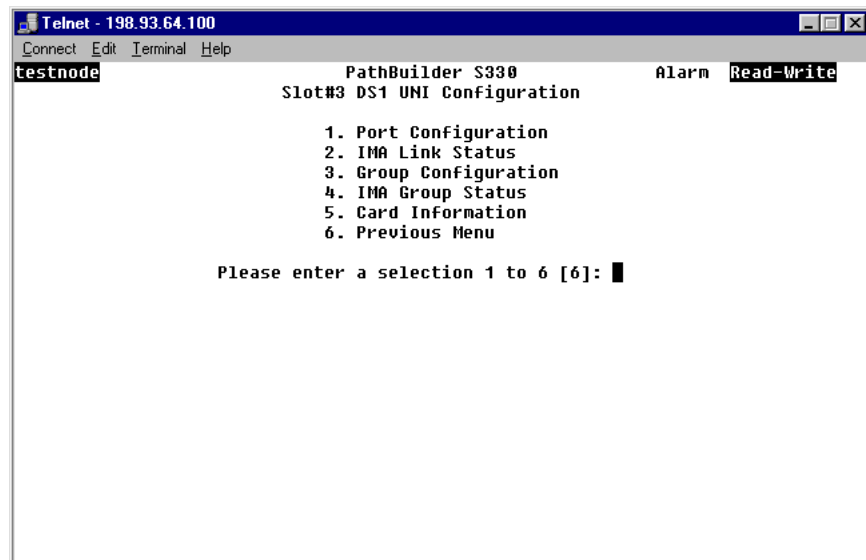 Telnet - 198.93.64.100
Connect Edit Terminal Help
testnode PathBuilder S330 Alarm Read-Write
Slot#3 DS1 UNI Configuration
1. Port Configuration
2. IMA Link Status
3. Group Configuration
4. IMA Group Status
5. Card Information
6. Previous Menu
Please enter a selection 1 to 6 [6]: